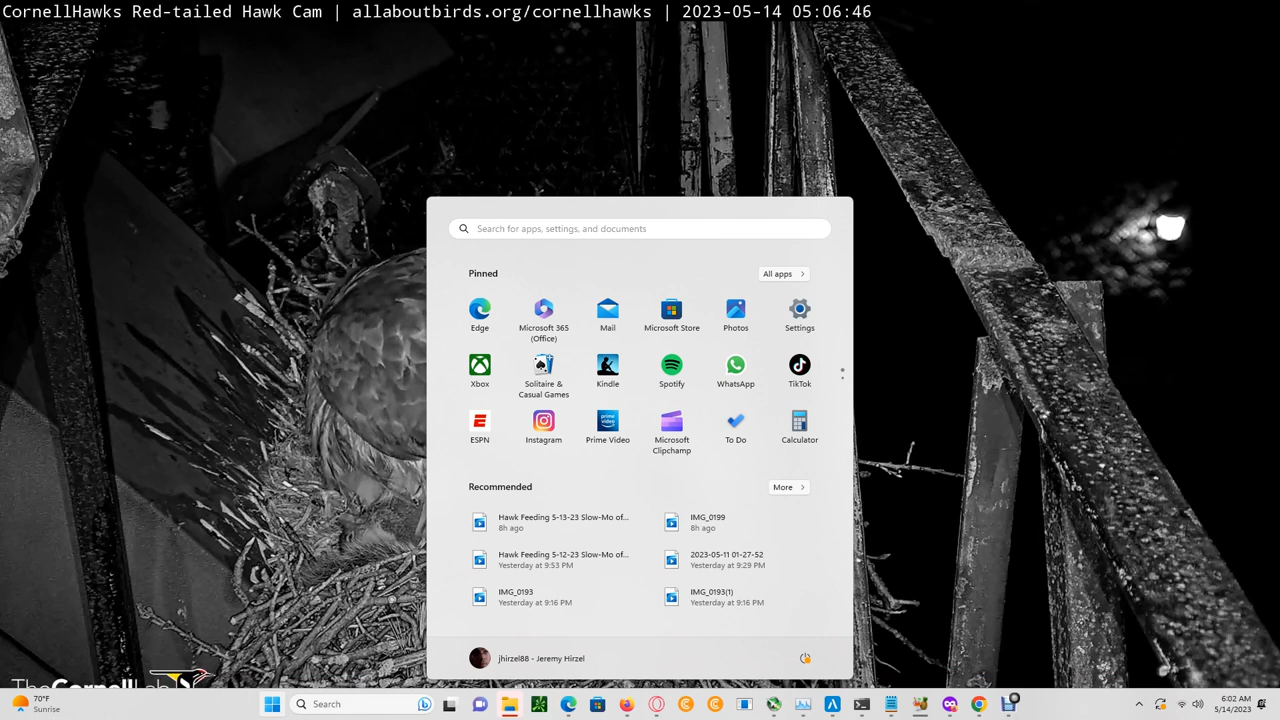 CornellHawks Red-tailed Hawk Cam | allaboutbirds.org/cornellhawks | 2023-05-14 05:06:46
Search for apps, settings, and documents
Pinned
All apps
Edge
Microsoft 365 (Office)
Mail
Microsoft Store
Photos
Settings
Xbox
Solitaire & Casual Games
Kindle
Spotify
WhatsApp
TikTok
ESPN
Instagram
prime video
Prime Video
Microsoft Clipchamp
To Do
Calculator
Recommended
More
Hawk Feeding 5-13-23 Slow-Mo of...
8h ago
IMG_0199
8h ago
Hawk Feeding 5-12-23 Slow-Mo of...
Yesterday at 9:53 PM
2023-05-11 01-27-52
Yesterday at 9:29 PM
IMG_0193
Yesterday at 9:16 PM
IMG_0193(1)
Yesterday at 9:16 PM
jhirzel88 - Jeremy Hirzel
TheCornellLab
70°F
Sunrise
Search
6:02 AM
5/14/2023